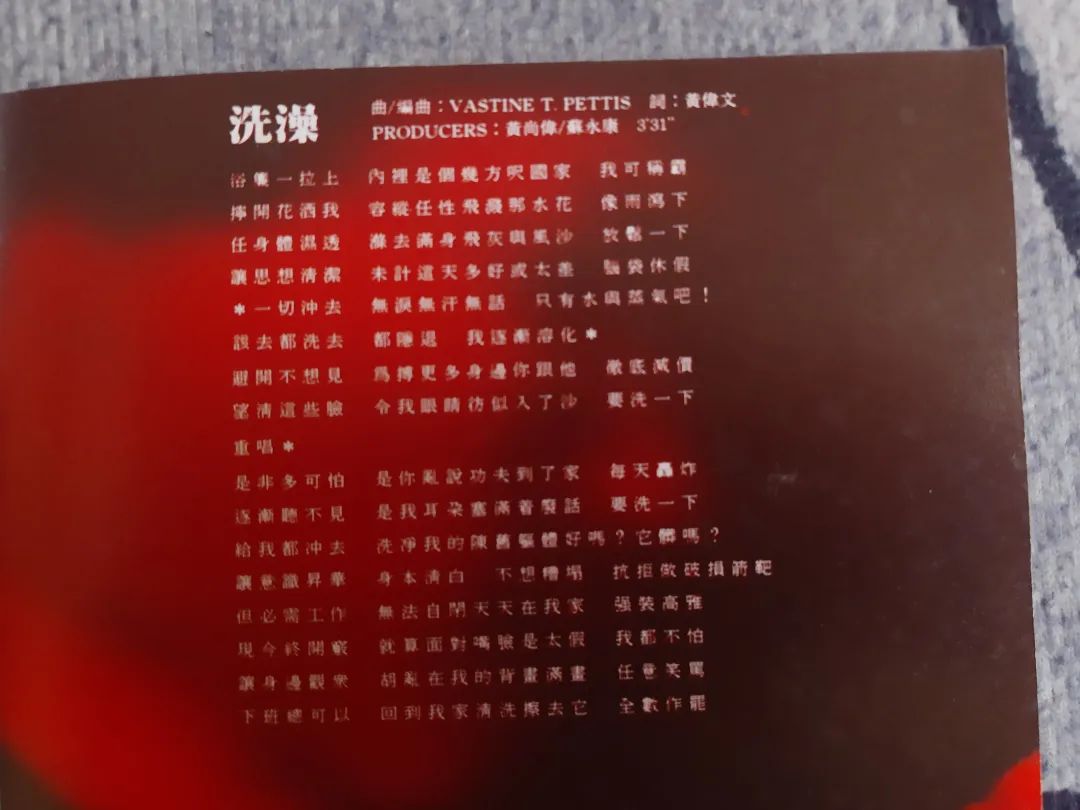 洗澡
曲/編曲：VASTINE T. PETTIS 詞：黃偉文
PRODUCERS：黃尚偉/蘇永康 3'31"
浴簾一拉上 內裡是個幾方呎國家 我可稱霸
擰開花洒我 容縱任性飛濺那水花 像雨瀉下
任身體濕透 滌去滿身飛灰與風沙 放鬆一下
讓思想清潔 未計這天多好或太差 腦袋休假
*一切沖去 無淚無汗無話 只有水與蒸氣吧！
該去都洗去 都隱退 我逐漸溶化*
避開不想見 爲搏更多身邊你跟他 徹底減價
望清這些臉 令我眼睛彷似入了沙 要洗一下
重唱*
是非多可怕 是你亂說功夫到了家 每天轟炸
逐漸聽不見 是我耳朵塞滿着廢話 要洗一下
給我都沖去 洗凈我的陳舊軀體好嗎？它髒嗎？
讓意識昇華 身本清白 不想糟塌 抗拒做破損箭靶
但必需工作 無法自閉天天在我家 强裝高雅
現今終開竅 就算面對嘴臉是太假 我都不怕
讓身邊觀衆 胡亂在我的背畫滿畫 任意笑罵
下班總可以 回到我家清洗擦去它 全數作罷